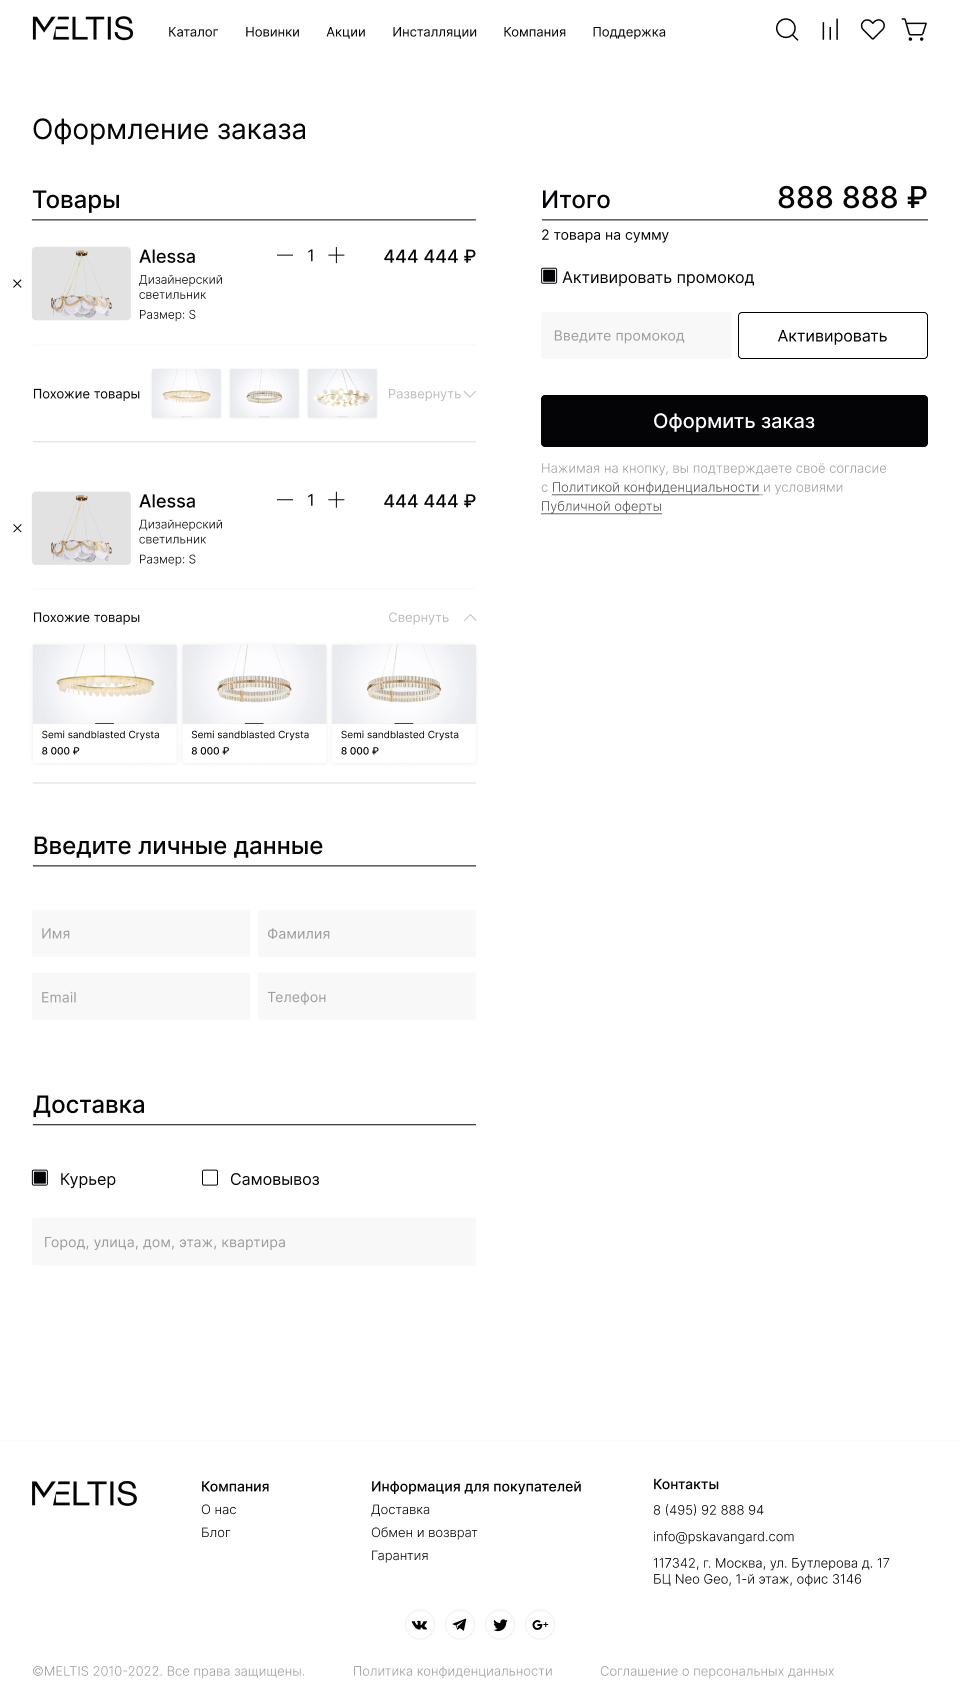 MELTIS
Каталог
Новинки
Акции
Инсталляции
Компания
Поддержка
Оформление заказа
Товары
Alessa
1
444 444 ₽
Дизайнерский
светильник
Размер: S
Похожие товары
Развернуть
Alessa
1
444 444 ₽
Дизайнерский
светильник
Размер: S
Похожие товары
Свернуть
Semi sandblasted Crysta
8 000 ₽
Semi sandblasted Crysta
8 000 ₽
Semi sandblasted Crysta
8 000 ₽
Итого
888 888 ₽
2 товара на сумму
Активировать промокод
Введите промокод
Активировать
Оформить заказ
Нажимая на кнопку, вы подтверждаете своё согласие
с Политикой конфиденциальности и условиями
Публичной оферты
Введите личные данные
Имя
Фамилия
Email
Телефон
Доставка
Курьер
Самовывоз
Город, улица, дом, этаж, квартира
MELTIS
Компания
О нас
Блог
Информация для покупателей
Доставка
Обмен и возврат
Гарантия
Контакты
8 (495) 92 888 94
info@pskavangard.com
117342, г. Москва, ул. Бутлерова д. 17
БЦ Neo Geo, 1-й этаж, офис 3146
G+
©MELTIS 2010-2022. Все права защищены.
Политика конфиденциальности
Соглашение о персональных данных